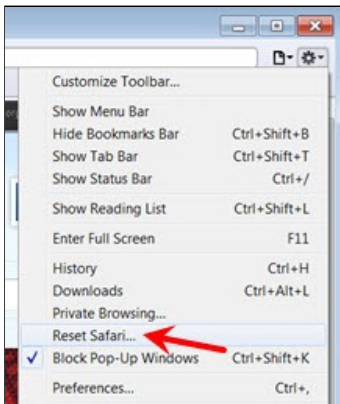 Customize Toolbar...
Show Menu Bar
Hide Bookmarks Bar Ctrl+Shift+B
Show Tab Bar Ctrl+Shift+T
Show Status Bar Ctrl+/
Show Reading List Ctrl+Shift+L
Enter Full Screen F11
History Ctrl+H
Downloads Ctrl+Alt+L
Private Browsing...
Reset Safari...
Block Pop-Up Windows Ctrl+Shift+K
Preferences... Ctrl+,